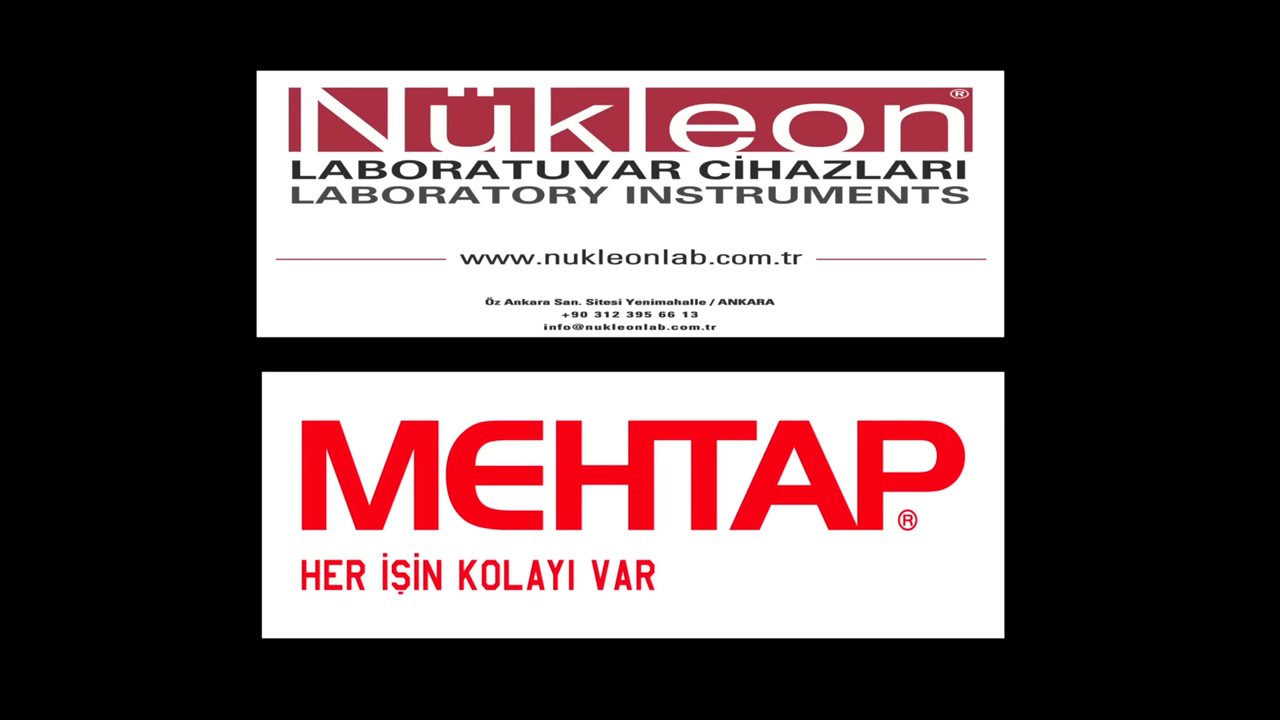 Nükleon®
LABORATUVAR CİHAZLARI
LABORATORY INSTRUMENTS
www.nukleonlab.com.tr
Öz Ankara San. Sitesi Yenimahalle / ANKARA
+90 312 395 66 13
info@nukleonlab.com.tr
MEHTAP®
HER İŞİN KOLAYI VAR